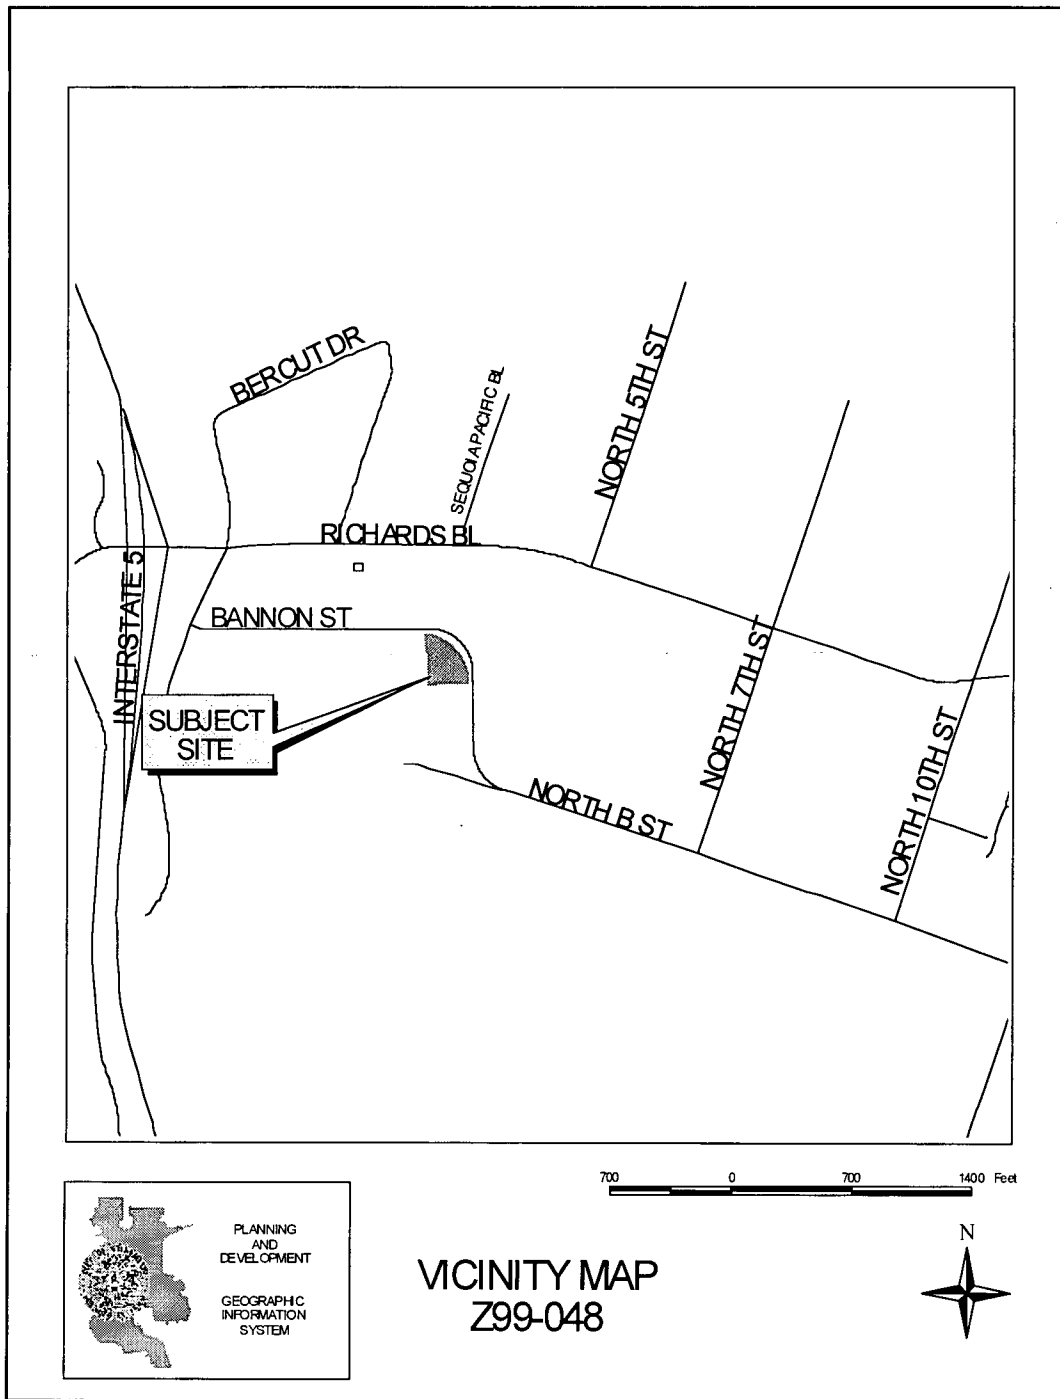 BERCUT DR
SEQUOIA PACIFIC BL
NORTH 5TH ST
RICHARDS BL
INTERSTATE 5
BANNON ST
SUBJECT
SITE
NORTH 7TH ST
NORTH B ST
NORTH 10TH ST
700 0 700 1400 Feet
PLANNING
AND
DEVELOPMENT
GEOGRAPHIC
INFORMATION
SYSTEM
VICINITY MAP
Z99-048
N